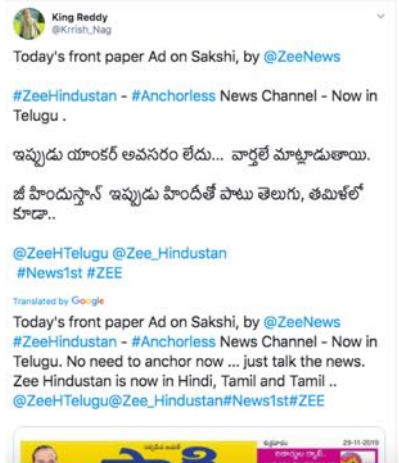 King Reddy
@Krrish_Nag
Today's front paper Ad on Sakshi, by @ZeeNews
#ZeeHindustan - #Anchorless News Channel - Now in
Telugu .
ఇప్పుడు యాంకర్ అవసరం లేదు... వార్తలే మాట్లాడుతాయి.
జీ హిందుస్తాన్ ఇప్పుడు హిందీతో పాటు తెలుగు, తమిళ్‌లో
కూడా..
@ZeeHTelugu @Zee_Hindustan
#News1st #ZEE
Translated by Google
Today's front paper Ad on Sakshi, by @ZeeNews
#ZeeHindustan - #Anchorless News Channel - Now in
Telugu. No need to anchor now ... just talk the news.
Zee Hindustan is now in Hindi, Tamil and Tamil ..
@ZeeHTelugu@Zee_Hindustan#News1st#ZEE
శుక్రవారం 29-11-2019